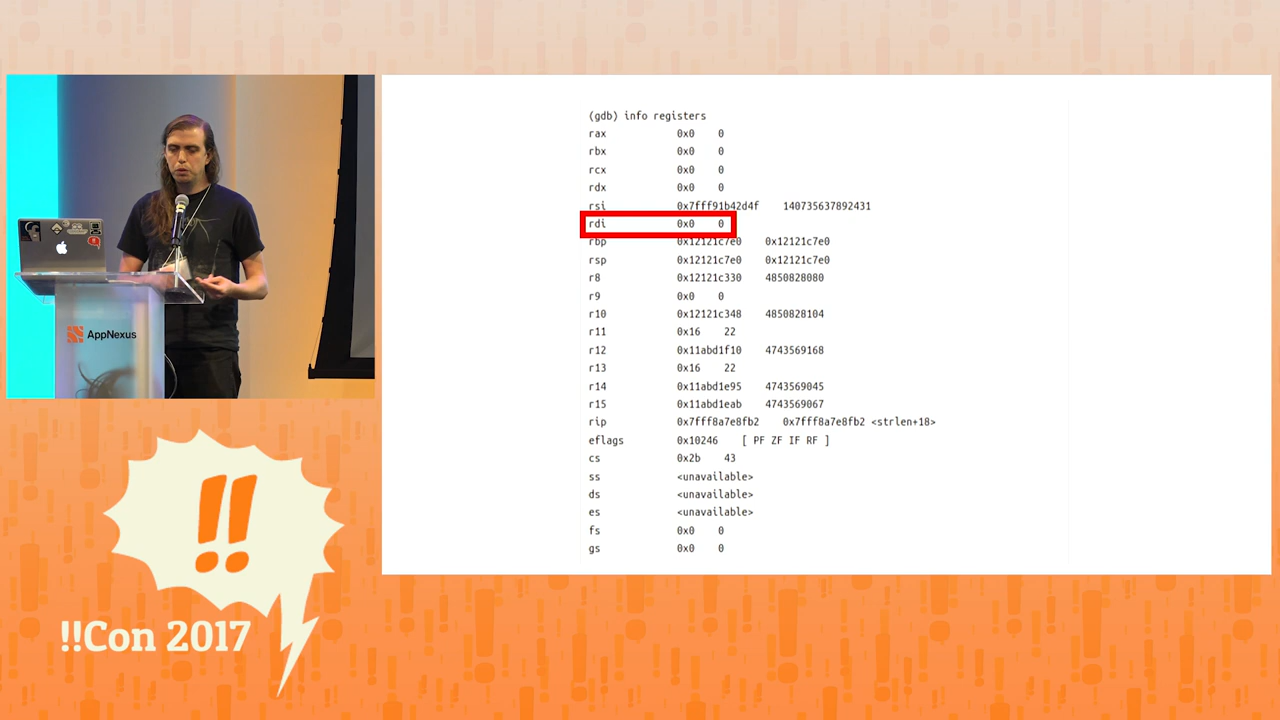 (gdb) info registers
rax 0x0 0
rbx 0x0 0
rcx 0x0 0
rdx 0x0 0
rsi 0x7fff91b42d4f 140735637892431
rdi 0x0 0
rbp 0x12121c7e0 0x12121c7e0
rsp 0x12121c7e0 0x12121c7e0
r8 0x12121c330 4850828080
r9 0x0 0
r10 0x12121c348 4850828104
r11 0x16 22
r12 0x11abd1f10 4743569168
r13 0x16 22
r14 0x11abd1e95 4743569045
r15 0x11abd1eab 4743569067
rip 0x7fff8a7e8fb2 0x7fff8a7e8fb2 <strlen+18>
eflags 0x10246 [ PF ZF IF RF ]
cs 0x2b 43
ss <unavailable>
ds <unavailable>
es <unavailable>
fs 0x0 0
gs 0x0 0
AppNexus
!!
!!Con 2017